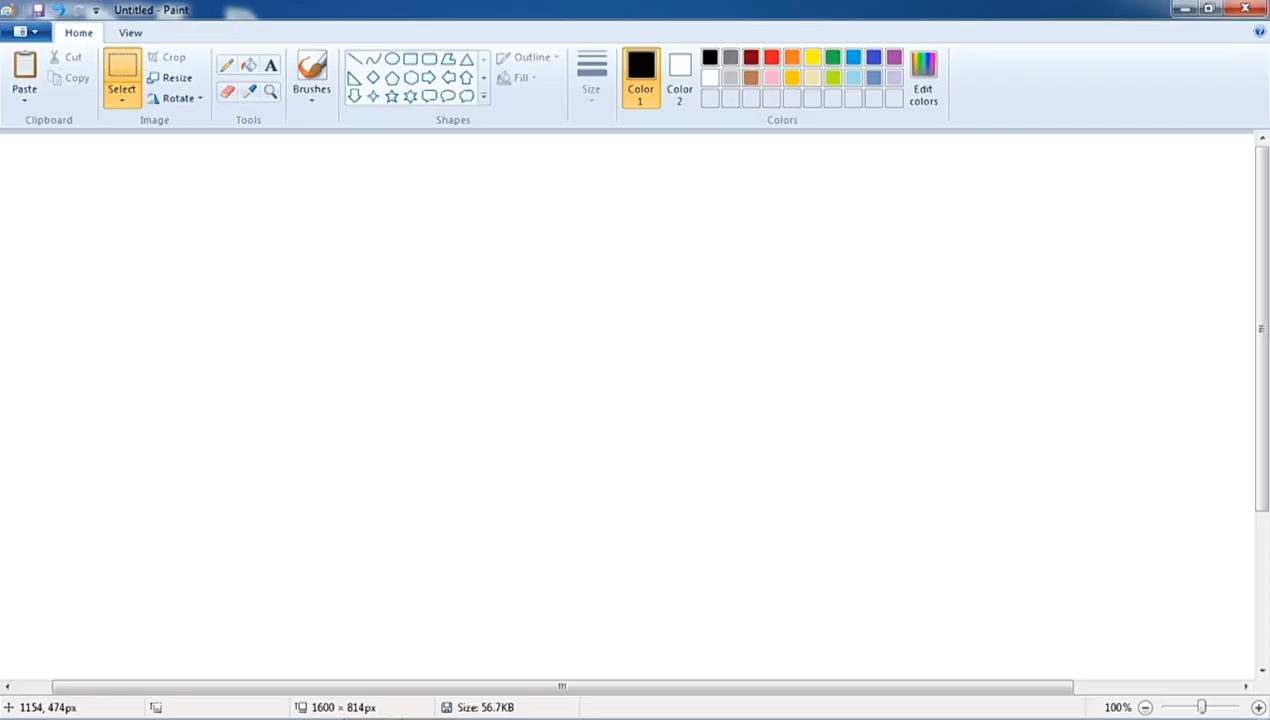 Untitled - Paint
Home View
Paste
Cut
Copy
Clipboard
Select
Crop
Resize
Rotate
Image
A
Tools
Brushes
Outline
Fill
Shapes
Size
Color 1
Color 2
Edit colors
Colors
1154, 474px
1600 × 814px
Size: 56.7KB
100%